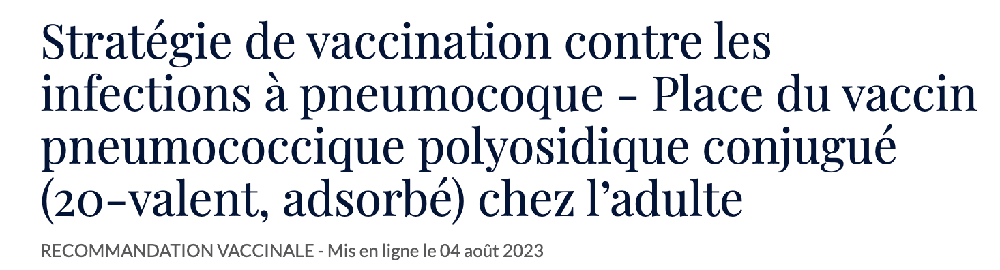 Stratégie de vaccination contre les
infections à pneumocoque - Place du vaccin
pneumococcique polyosidique conjugué
(20-valent, adsorbé) chez l’adulte
RECOMMANDATION VACCINALE - Mis en ligne le 04 août 2023